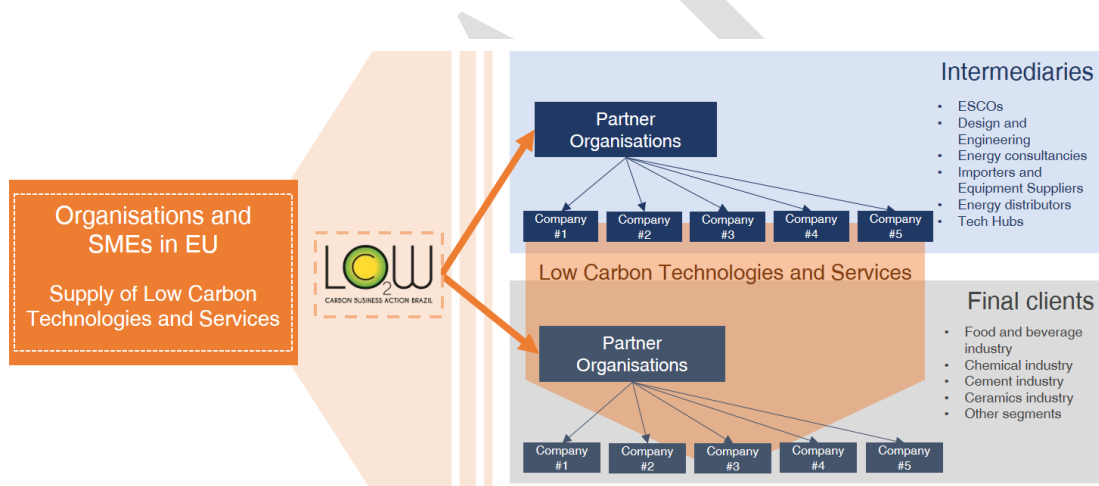 Organisations and
SMEs in EU
Supply of Low Carbon
Technologies and Services
LOW
2
CARBON BUSINESS ACTION BRAZIL
Intermediaries
• ESCOs
• Design and
Engineering
• Energy consultancies
• Importers and
Equipment Suppliers
• Energy distributors
• Tech Hubs
Partner
Organisations
Company
#1
Company
#2
Company
#3
Company
#4
Company
#5
Low Carbon Technologies and Services
Final clients
• Food and beverage
industry
• Chemical industry
• Cement industry
• Ceramics industry
• Other segments
Partner
Organisations
Company
#1
Company
#2
Company
#3
Company
#4
Company
#5